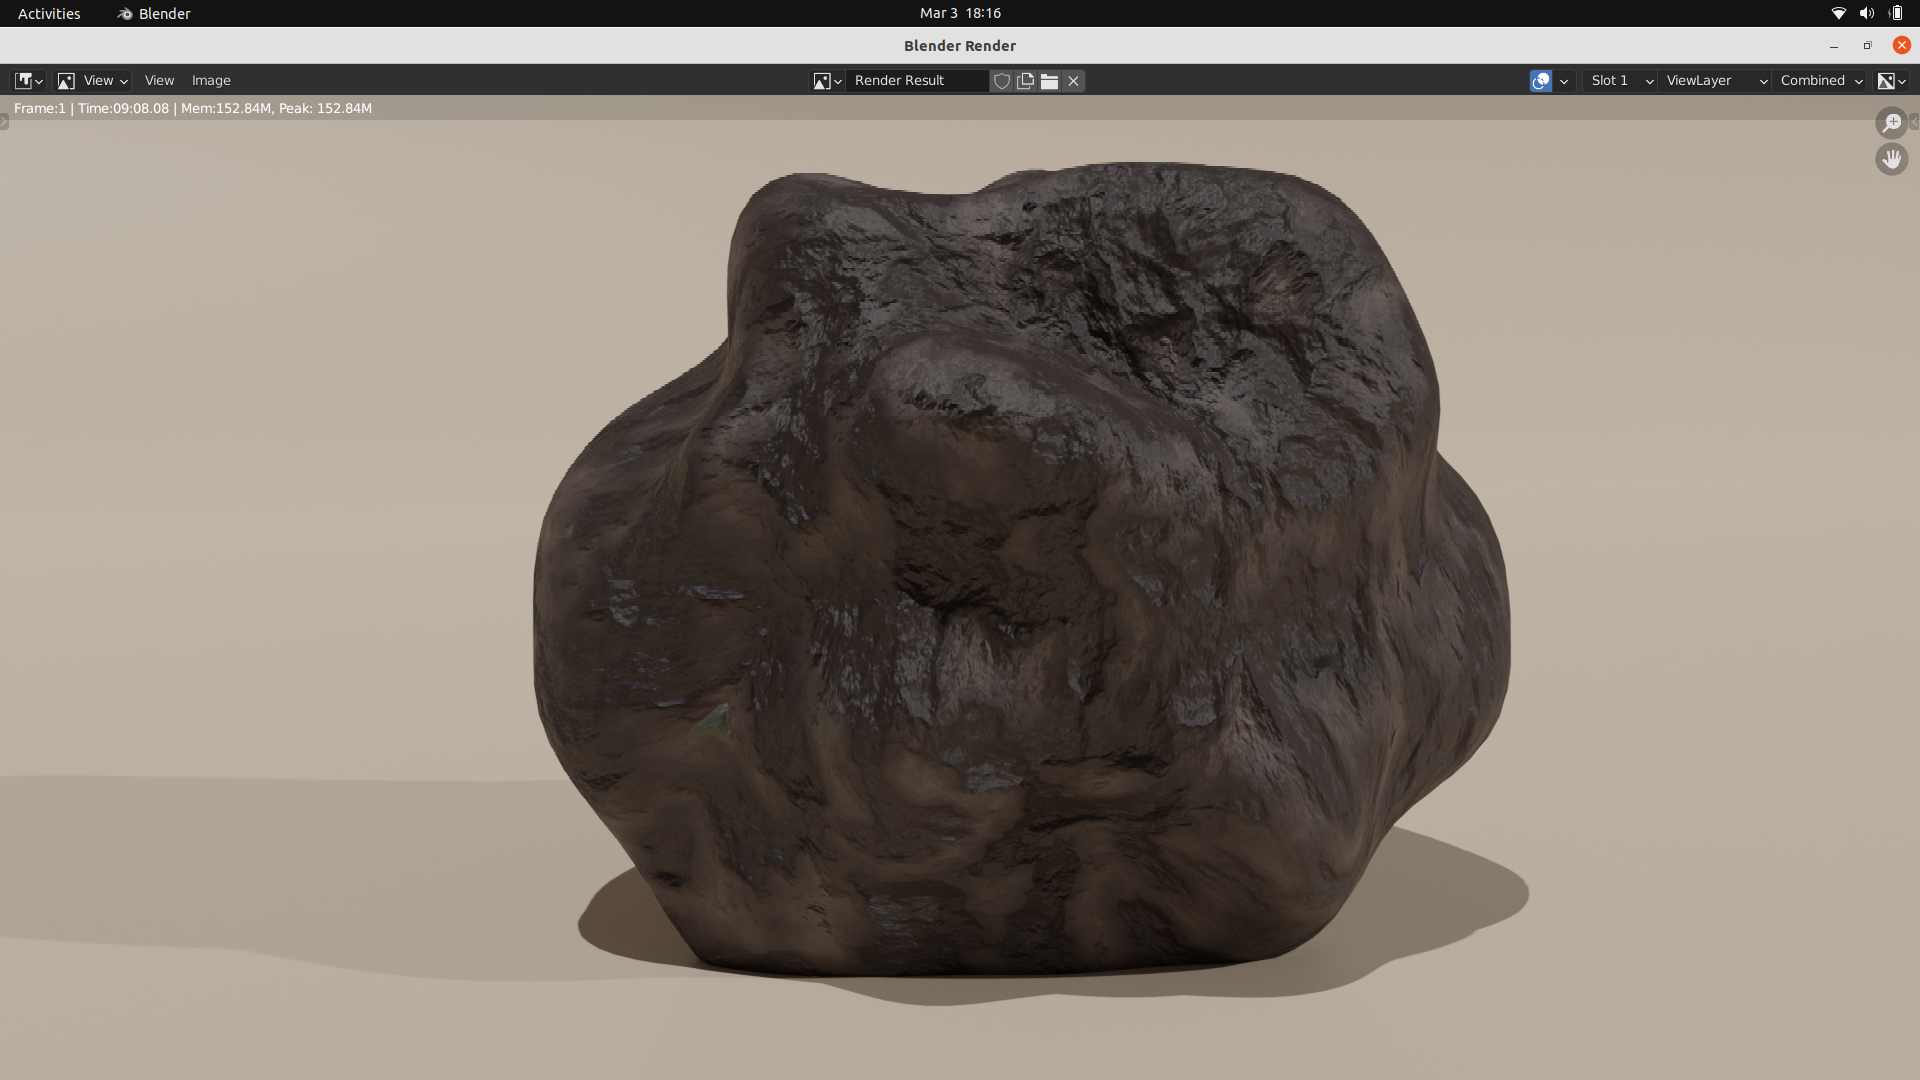 Activities Blender Mar 3 18:16
Blender Render
View View Image Render Result Slot 1 ViewLayer Combined
Frame:1 | Time:09:08.08 | Mem:152.84M, Peak: 152.84M